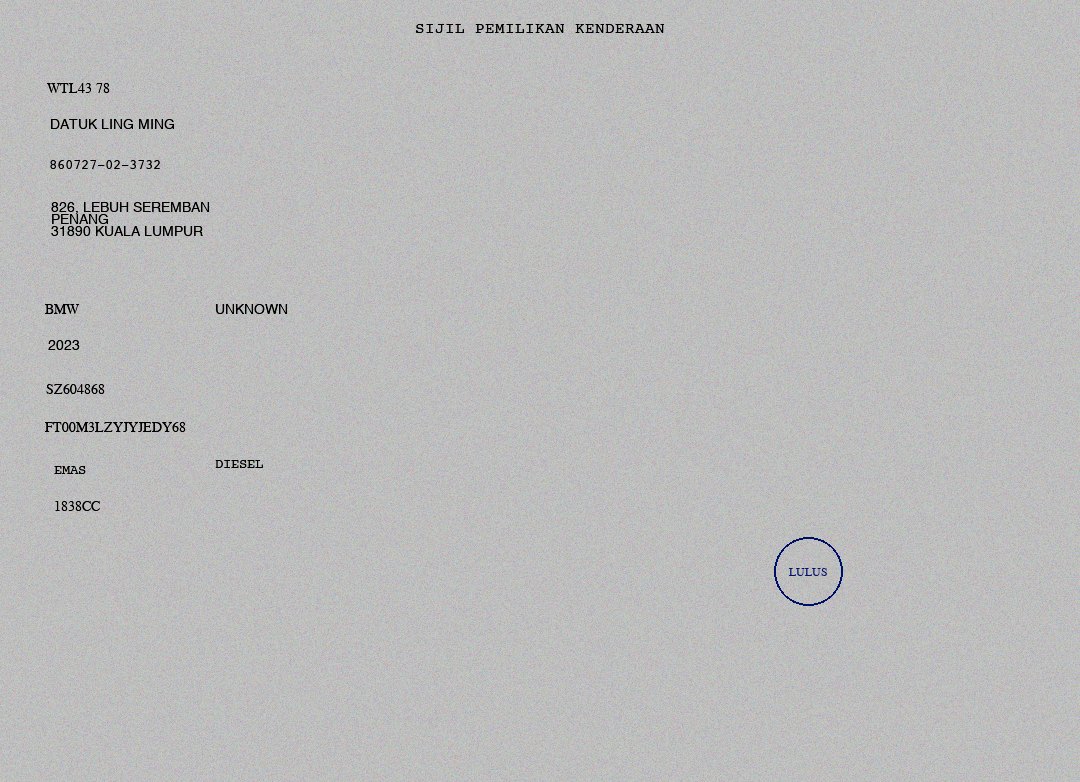 SIJIL PEMILIKAN KENDERAAN
WTL43 78
DATUK LING MING
860727-02-3732
826, LEBUH SEREMBAN
PENANG
31890 KUALA LUMPUR
BMW UNKNOWN
2023
SZ604868
FT00M3LZYJYJEDY68
EMAS DIESEL
1838CC
LULUS